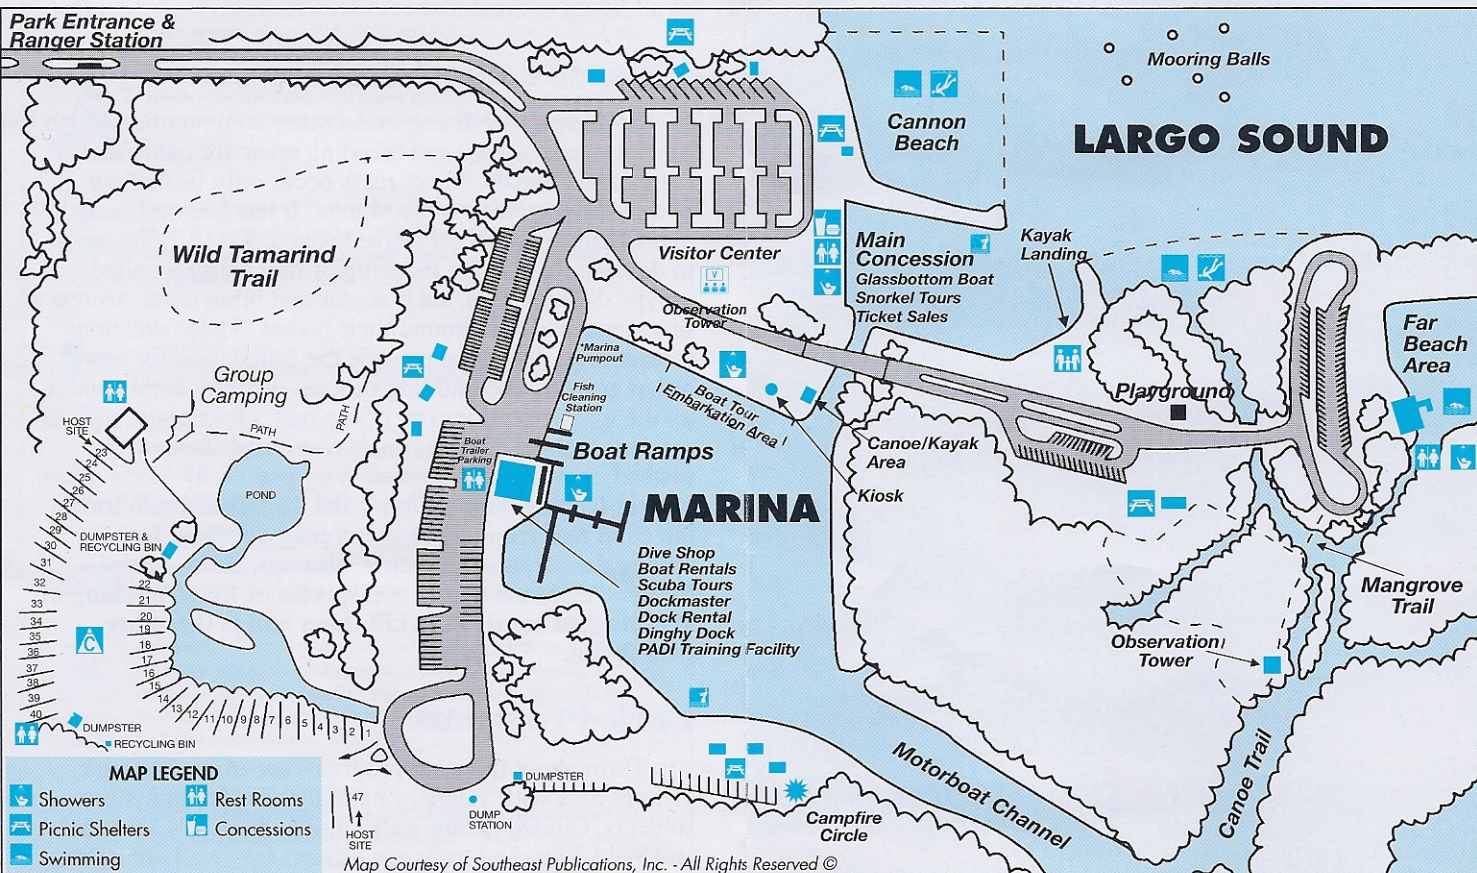 Park Entrance &
Ranger Station
Mooring Balls
LARGO SOUND
Cannon
Beach
Wild Tamarind
Trail
Visitor Center
V
Observation
Tower
Main
Concession
Glassbottom Boat
Snorkel Tours
Ticket Sales
Kayak
Landing
Far
Beach
Area
*Marina
Pumpout
Fish
Cleaning
Station
Boat Tour
Embarkation Area
Playground
Group
Camping
PATH
PATH
HOST
SITE
Boat
Trailer
Parking
Boat Ramps
MARINA
Canoe/Kayak
Area
Kiosk
POND
DUMPSTER &
RECYCLING BIN
23
24
25
26
27
28
29
30
31
32
33
34
35
36
37
38
39
40
22
21
20
19
18
17
16
15
14
13
12
11
10
9
8
7
6
5
4
3
2
1
C
Dive Shop
Boat Rentals
Scuba Tours
Dockmaster
Dock Rental
Dinghy Dock
PADI Training Facility
Mangrove
Trail
Observation
Tower
DUMPSTER
RECYCLING BIN
Motorboat Channel
Canoe Trail
Campfire
Circle
DUMPSTER
DUMP
STATION
47
HOST
SITE
MAP LEGEND
Showers
Rest Rooms
Picnic Shelters
Concessions
Swimming
Map Courtesy of Southeast Publications, Inc. - All Rights Reserved ©